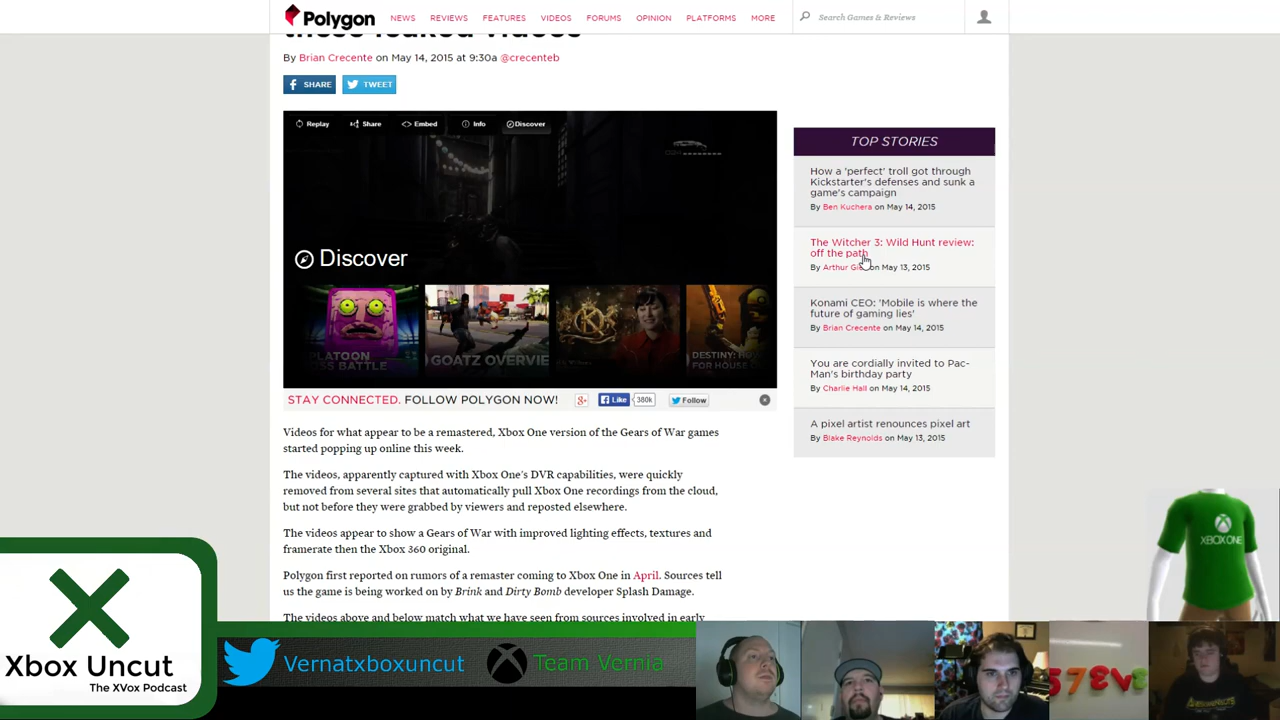 Polygon
NEWS
REVIEWS
FEATURES
VIDEOS
FORUMS
OPINION
PLATFORMS
MORE
Search Games & Reviews
these leaked videos
By Brian Crecente on May 14, 2015 at 9:30a @crecenteb
SHARE
TWEET
Replay
Share
<> Embed
Info
Discover
Discover
PLATOON
OSS BATTLE
GOATZ OVERVIE
DESTINY: HO
FOR HOUSE O
STAY CONNECTED. FOLLOW POLYGON NOW!
Like
380k
Follow
Videos for what appear to be a remastered, Xbox One version of the Gears of War games
started popping up online this week.
The videos, apparently captured with Xbox One's DVR capabilities, were quickly
removed from several sites that automatically pull Xbox One recordings from the cloud,
but not before they were grabbed by viewers and reposted elsewhere.
The videos appear to show a Gears of War with improved lighting effects, textures and
framerate then the Xbox 360 original.
Polygon first reported on rumors of a remaster coming to Xbox One in April. Sources tell
us the game is being worked on by Brink and Dirty Bomb developer Splash Damage.
The videos above and below match what we have seen from sources involved in early
TOP STORIES
How a 'perfect' troll got through
Kickstarter's defenses and sunk a
game's campaign
By Ben Kuchera on May 14, 2015
The Witcher 3: Wild Hunt review:
off the path
By Arthur on May 13, 2015
Konami CEO: 'Mobile is where the
future of gaming lies'
By Brian Crecente on May 14, 2015
You are cordially invited to Pac-
Man's birthday party
By Charlie Hall on May 14, 2015
A pixel artist renounces pixel art
By Blake Reynolds on May 13, 2015
XBOX ONE
Xbox Uncut
The XVox Podcast
Vernatxboxuncut
Team Vernia